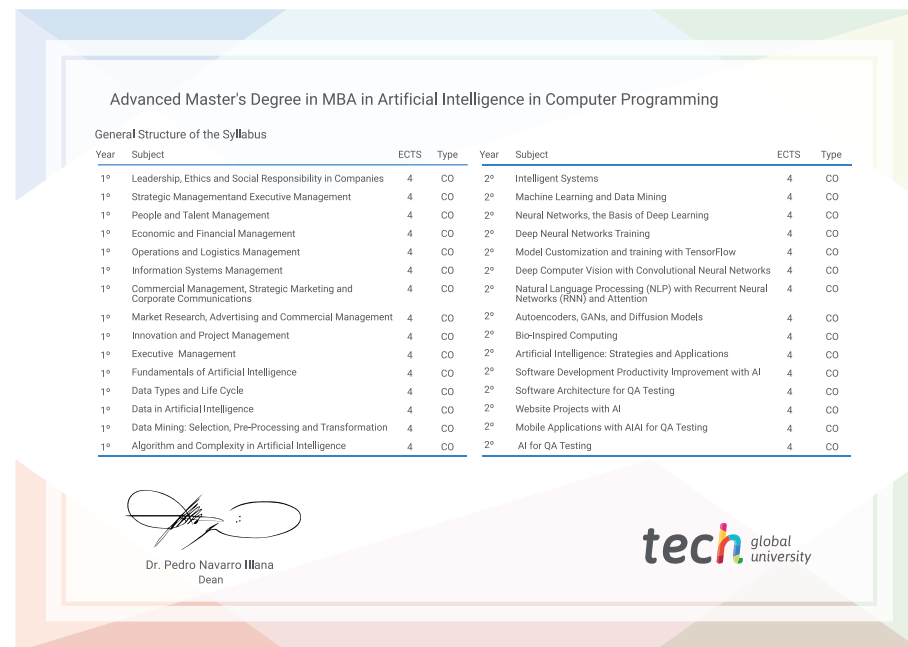 Advanced Master's Degree in MBA in Artificial Intelligence in Computer Programming
General Structure of the Syllabus
Year Subject ECTS Type
1º Leadership, Ethics and Social Responsibility in Companies 4 CO
1º Strategic Managementand Executive Management 4 CO
1º People and Talent Management 4 CO
1º Economic and Financial Management 4 CO
1º Operations and Logistics Management 4 CO
1º Information Systems Management 4 CO
1º Commercial Management, Strategic Marketing and 4 CO
Corporate Communications
1º Market Research, Advertising and Commercial Management 4 CO
1º Innovation and Project Management 4 CO
1º Executive Management 4 CO
1º Fundamentals of Artificial Intelligence 4 CO
1º Data Types and Life Cycle 4 CO
1º Data in Artificial Intelligence 4 CO
1º Data Mining: Selection, Pre-Processing and Transformation 4 CO
1º Algorithm and Complexity in Artificial Intelligence 4 CO
Year Subject ECTS Type
2º Intelligent Systems 4 CO
2º Machine Learning and Data Mining 4 CO
2º Neural Networks, the Basis of Deep Learning 4 CO
2º Deep Neural Networks Training 4 CO
2º Model Customization and training with TensorFlow 4 CO
2º Deep Computer Vision with Convolutional Neural Networks 4 CO
2º Natural Language Processing (NLP) with Recurrent Neural 4 CO
Networks (RNN) and Attention
2º Autoencoders, GANs, and Diffusion Models 4 CO
2º Bio-Inspired Computing 4 CO
2º Artificial Intelligence: Strategies and Applications 4 CO
2º Software Development Productivity Improvement with AI 4 CO
2º Software Architecture for QA Testing 4 CO
2º Website Projects with AI 4 CO
2º Mobile Applications with AIAI for QA Testing 4 CO
2º AI for QA Testing 4 CO
Dr. Pedro Navarro Illana
Dean
tech global
university